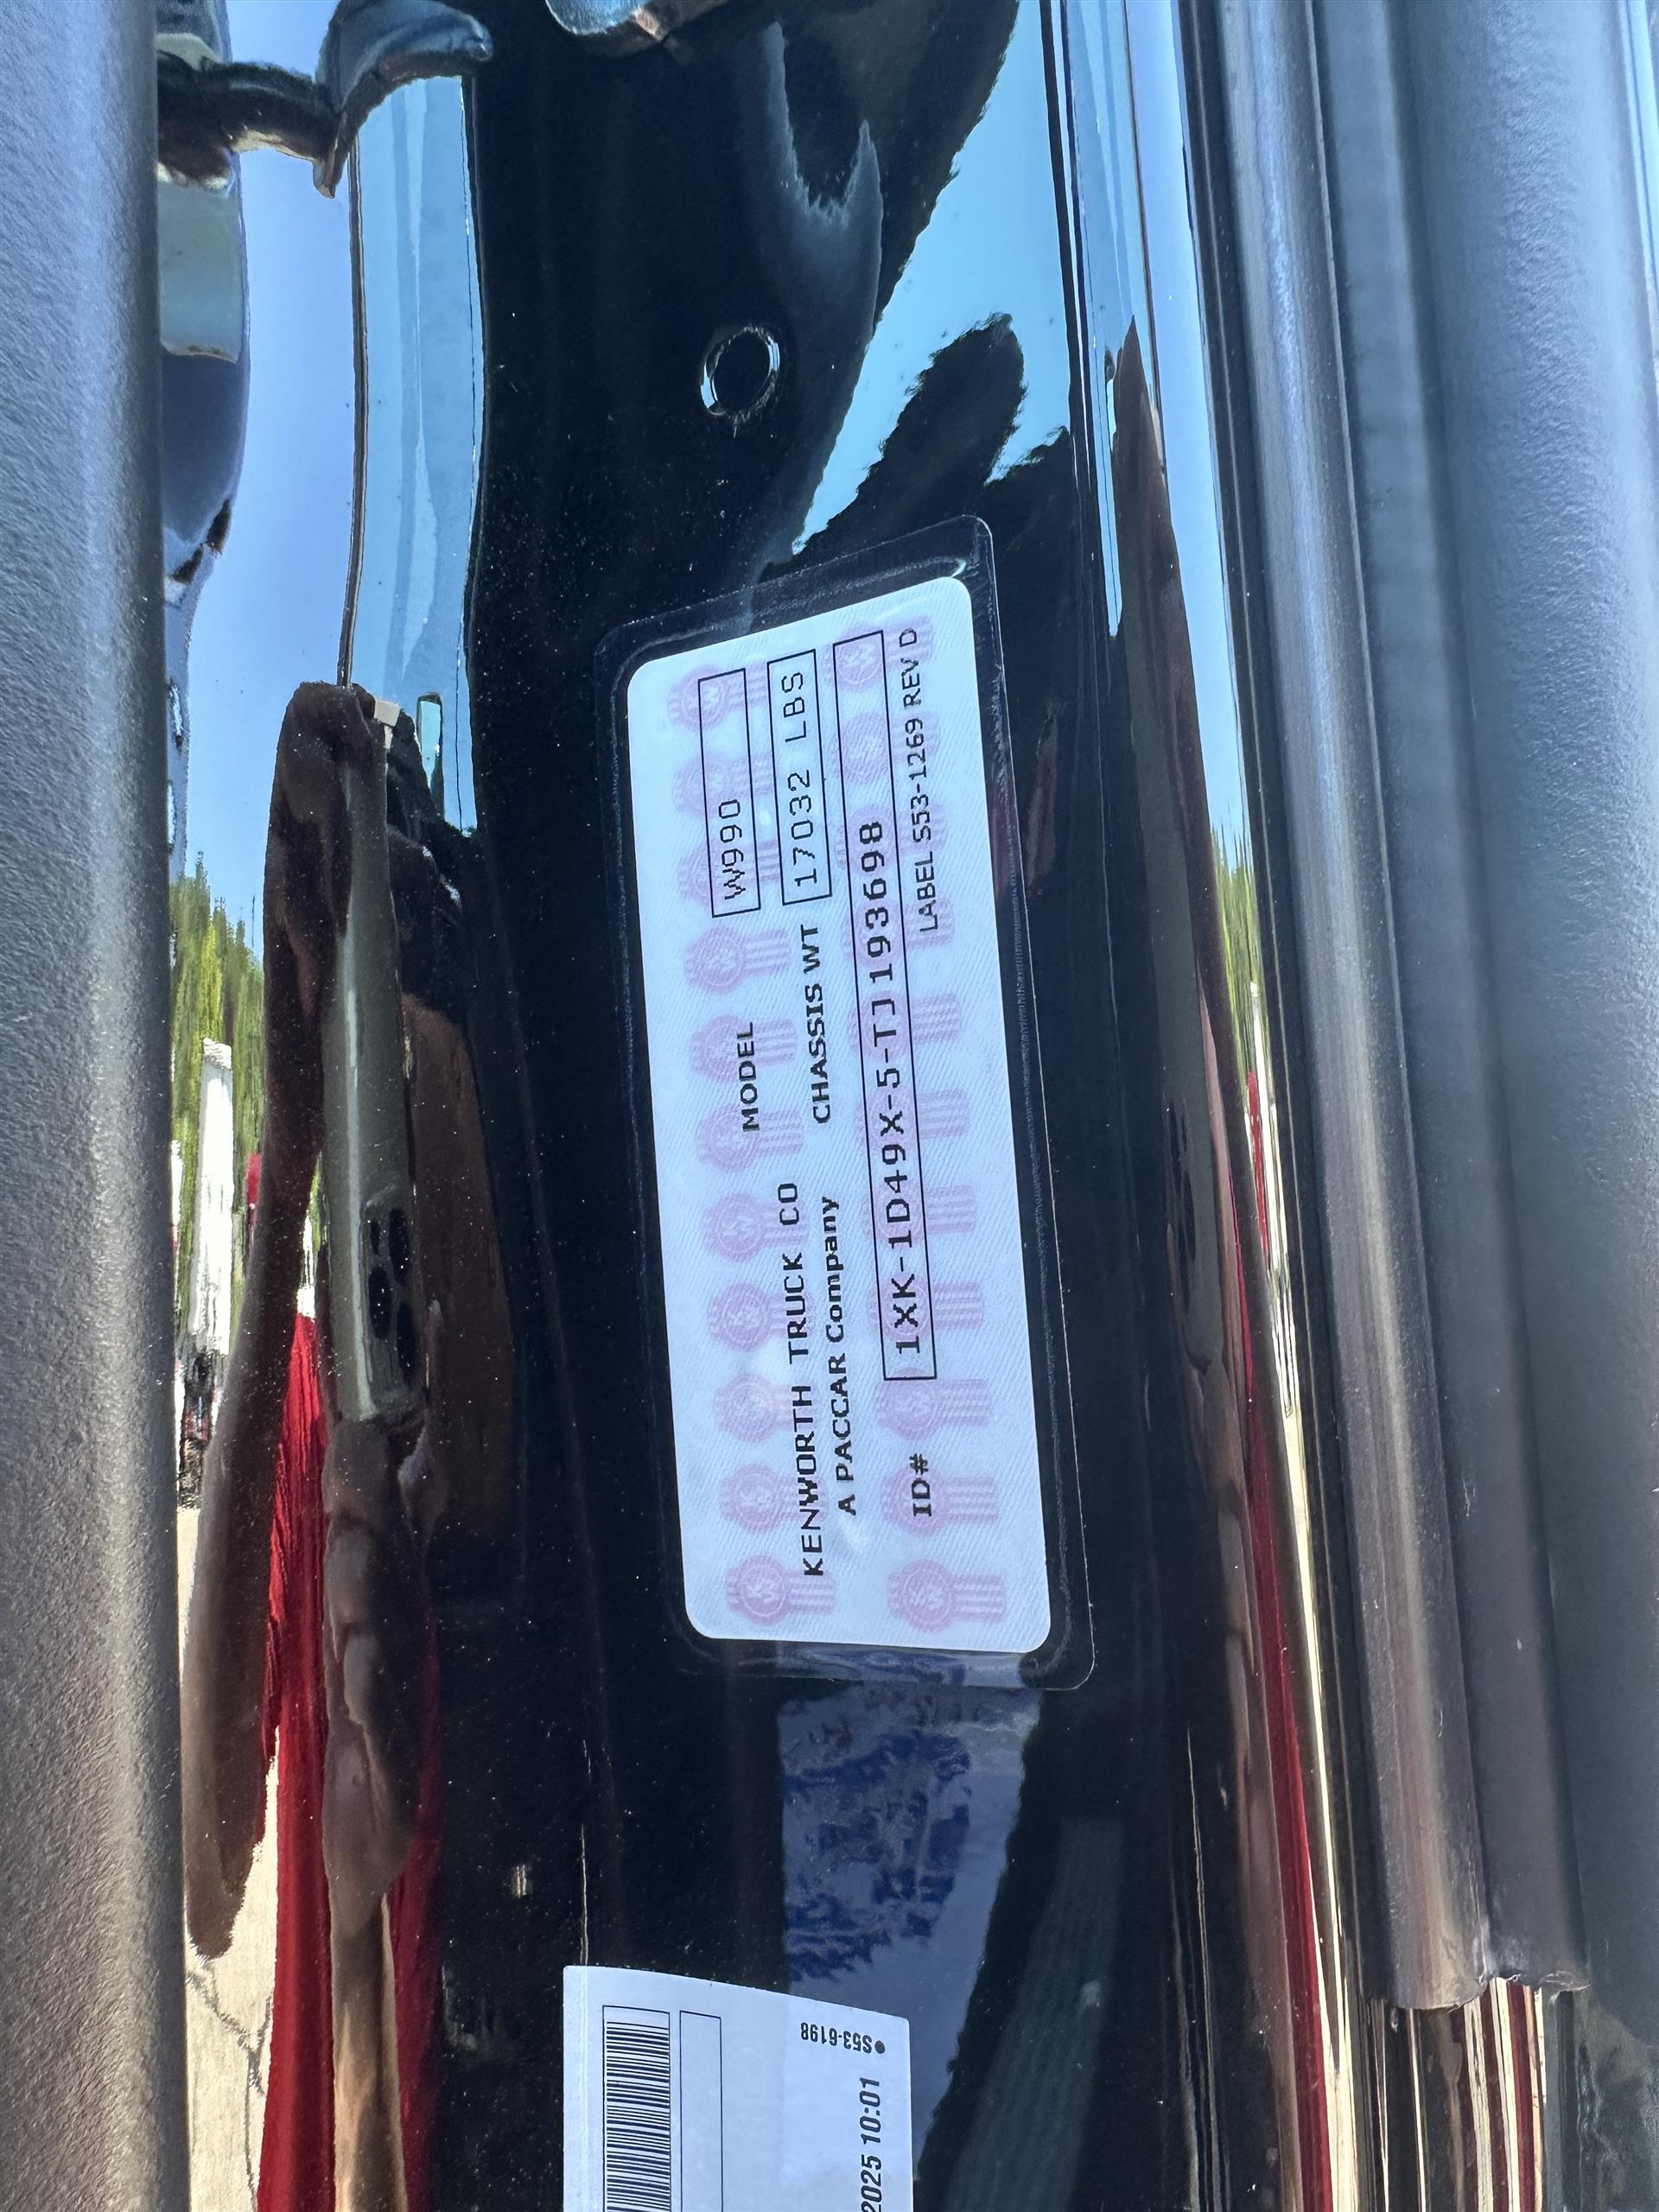 MODEL W990
KENWORTH TRUCK CO
A PACCAR Company
CHASSIS WT 17032 LBS
ID# 1XK-1D49X-5-TJ193698
LABEL S53-1269 REV D
●S53-6198
2025 10:01